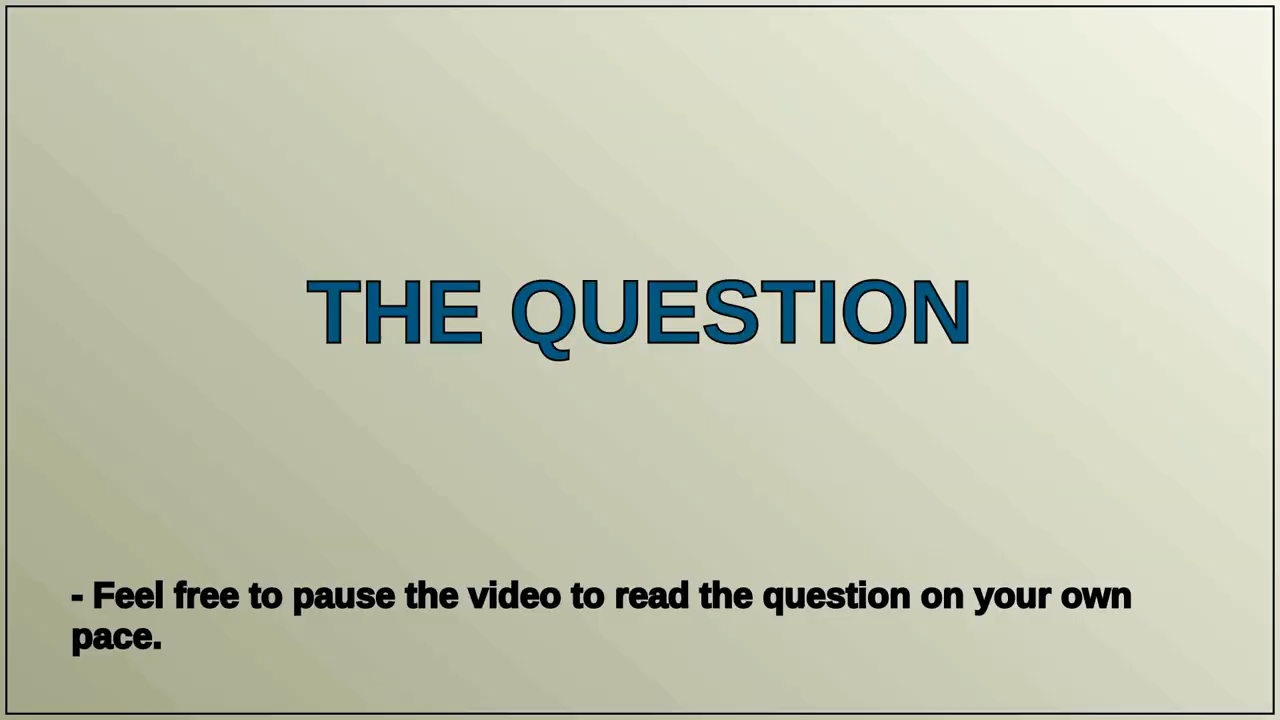 THE QUESTION
- Feel free to pause the video to read the question on your own
pace.